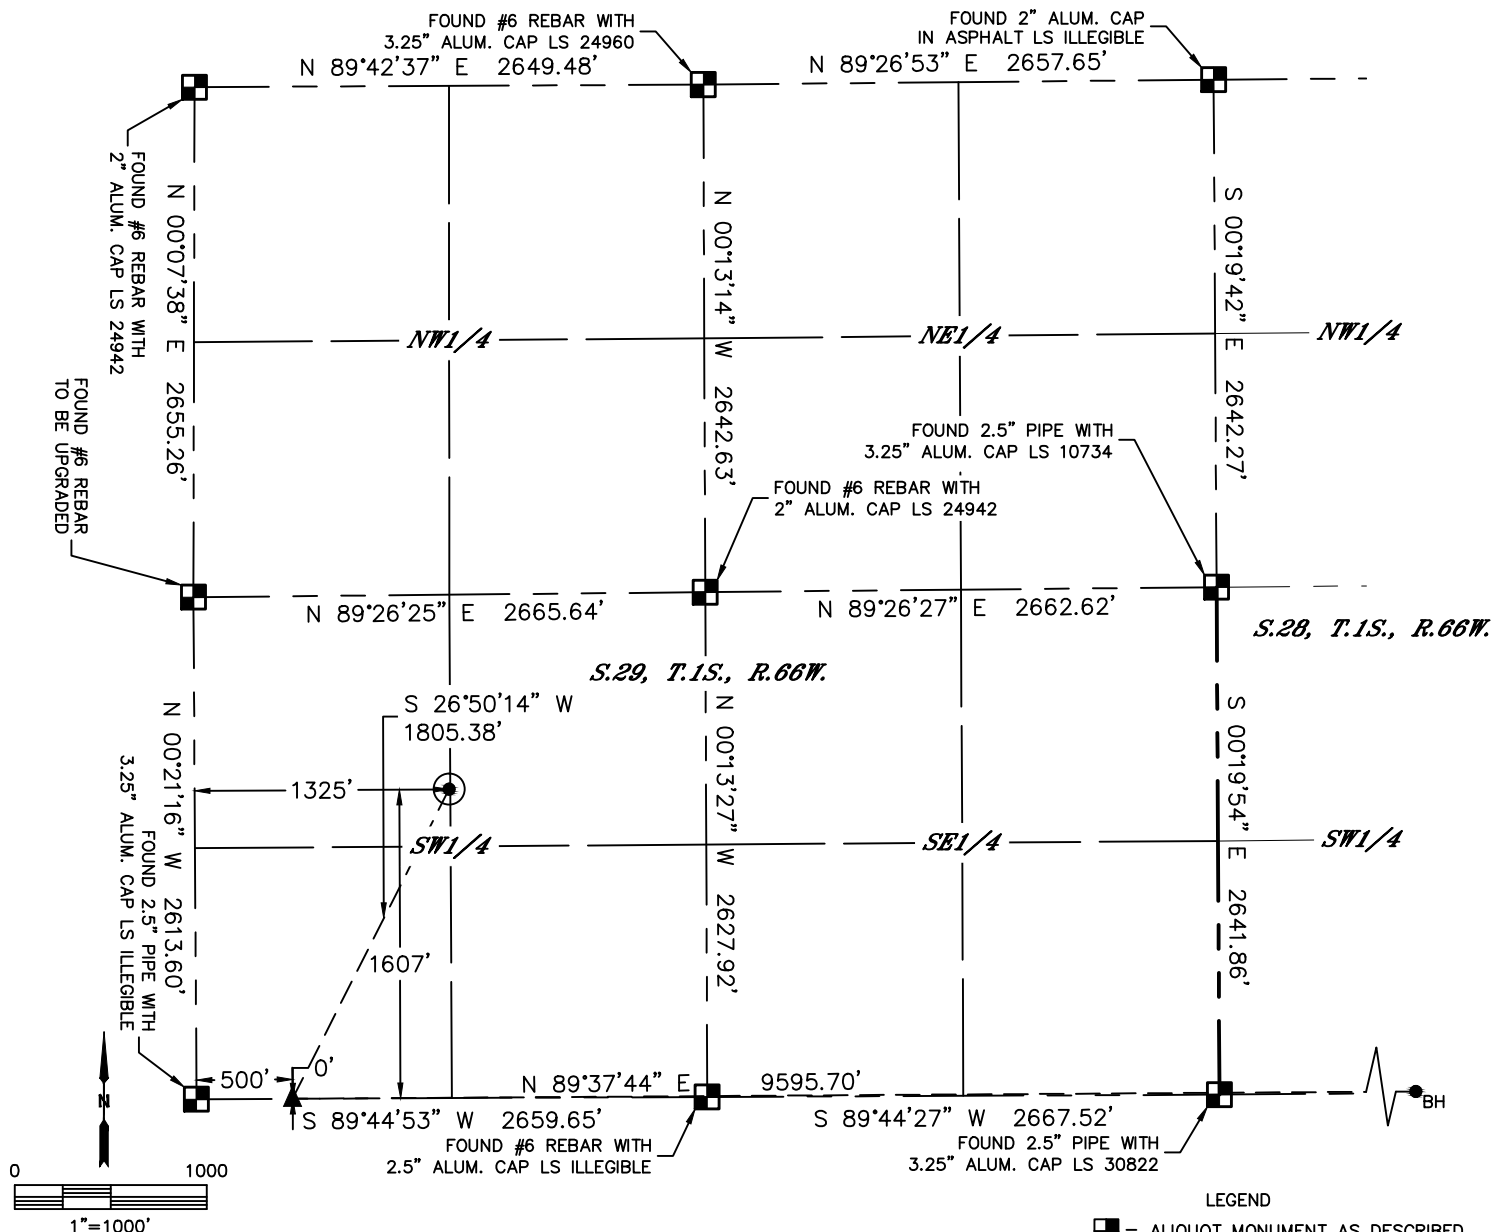 FOUND #6 REBAR WITH
3.25" ALUM. CAP LS 24960
FOUND 2" ALUM. CAP
IN ASPHALT LS ILLEGIBLE
N 89°42'37" E 2649.48'
N 89°26'53" E 2657.65'
FOUND #6 REBAR WITH
2" ALUM. CAP LS 24942
N 00°07'38" E 2655.26'
N 00°13'14" W 2642.63'
S 00°19'42" E 2642.27'
NW1/4
NE1/4
NW1/4
FOUND #6 REBAR
TO BE UPGRADED
FOUND 2.5" PIPE WITH
3.25" ALUM. CAP LS 10734
FOUND #6 REBAR WITH
2" ALUM. CAP LS 24942
N 89°26'25" E 2665.64'
N 89°26'27" E 2662.62'
S.28, T.1S., R.66W.
S.29, T.1S., R.66W.
S 26°50'14" W
1805.38'
N 00°21'16" W 2613.60'
N 00°13'27" W 2627.92'
S 00°19'54" E 2641.86'
1325'
SW1/4
SE1/4
SW1/4
FOUND 2.5" PIPE WITH
3.25" ALUM. CAP LS ILLEGIBLE
1607'
500'
0'
N 89°37'44" E 9595.70'
BH
N
S 89°44'53" W 2659.65'
S 89°44'27" W 2667.52'
FOUND #6 REBAR WITH
2.5" ALUM. CAP LS ILLEGIBLE
FOUND 2.5" PIPE WITH
3.25" ALUM. CAP LS 30822
0 1000
1"=1000'
LEGEND
= ALIQUOT MONUMENT AS DESCRIBED